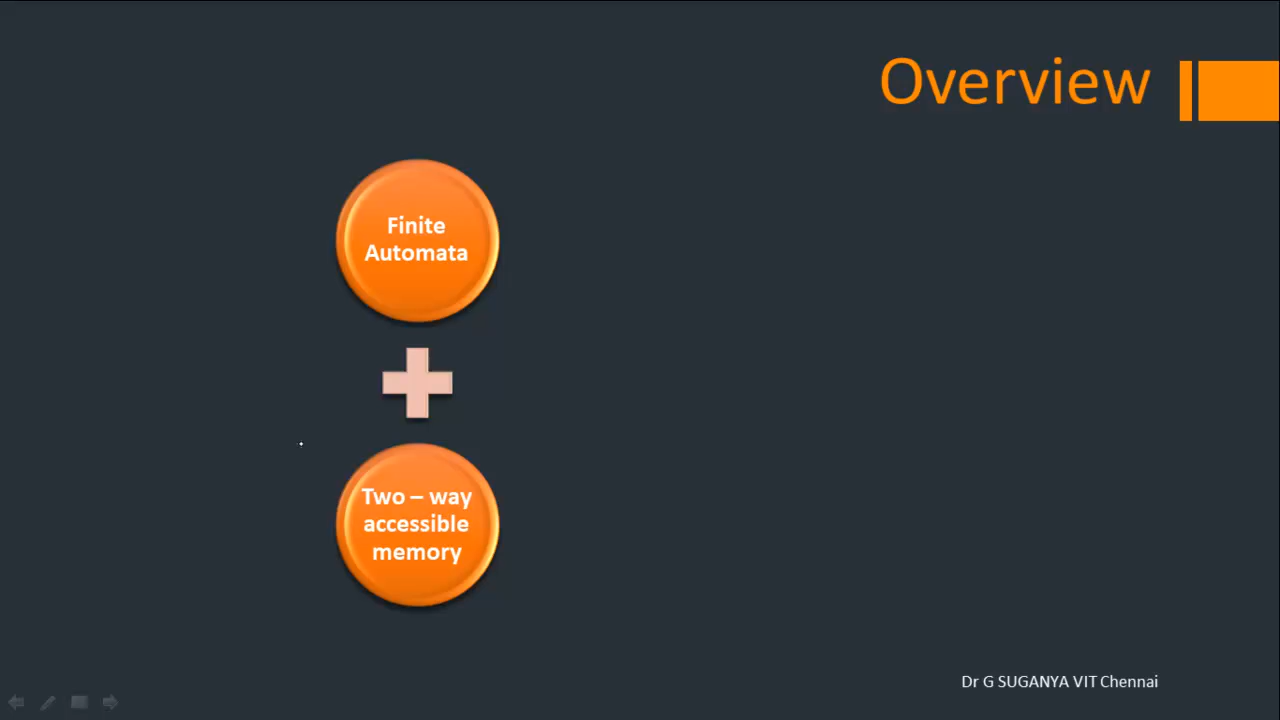 Overview
Finite
Automata
Two – way
accessible
memory
Dr G SUGANYA VIT Chennai